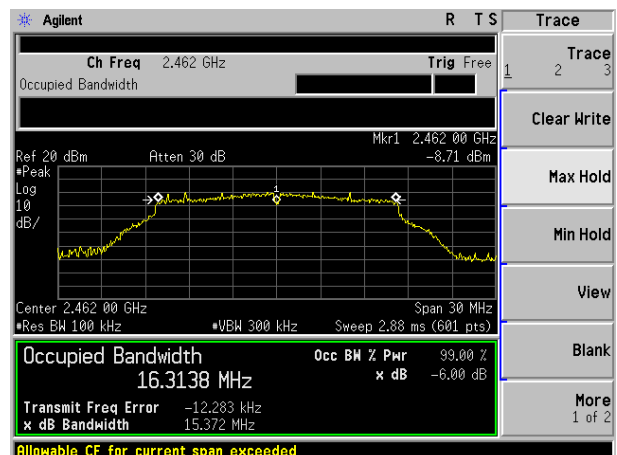 Agilent R T S Trace
Ch Freq 2.462 GHz Trig Free
Occupied Bandwidth
Trace
1 2 3
Clear Write
Max Hold
Min Hold
View
Blank
More
1 of 2
Mkr1 2.462 00 GHz
Ref 20 dBm Atten 30 dB -8.71 dBm
#Peak
Log
10
dB/
1
Center 2.462 00 GHz Span 30 MHz
#Res BW 100 kHz #VBW 300 kHz Sweep 2.88 ms (601 pts)
Occupied Bandwidth Occ BW % Pwr 99.00 %
16.3138 MHz x dB -6.00 dB
Transmit Freq Error -12.283 kHz
x dB Bandwidth 15.372 MHz
Allowable CF for current span exceeded